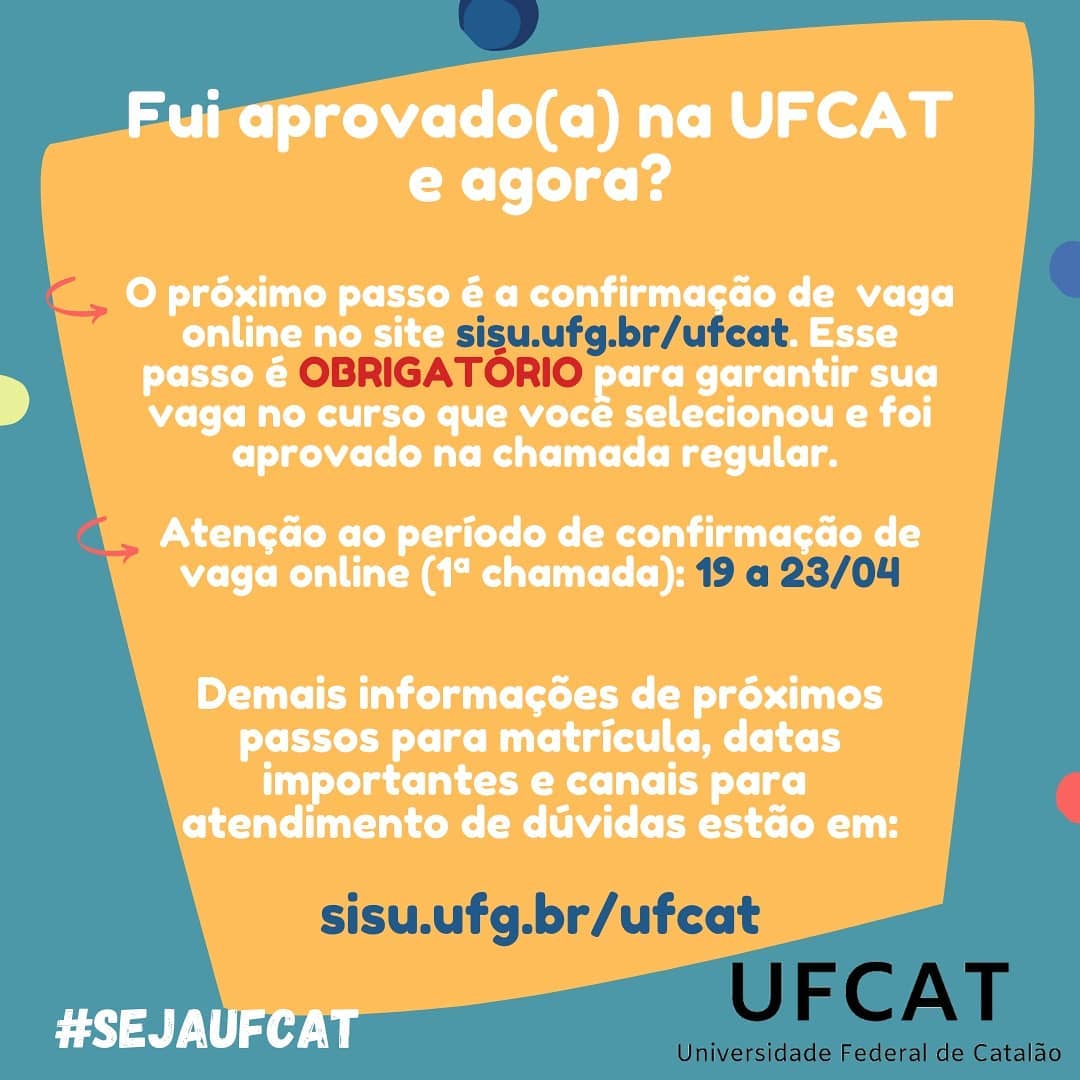 Fui aprovado(a) na UFCAT
e agora?
O próximo passo é a confirmação de vaga
online no site sisu.ufg.br/ufcat. Esse
passo é OBRIGATÓRIO para garantir sua
vaga no curso que você selecionou e foi
aprovado na chamada regular.
Atenção ao período de confirmação de
vaga online (1ª chamada): 19 a 23/04
Demais informações de próximos
passos para matrícula, datas
importantes e canais para
atendimento de dúvidas estão em:
sisu.ufg.br/ufcat
#SEJAUFCAT
UFCAT
Universidade Federal de Catalão